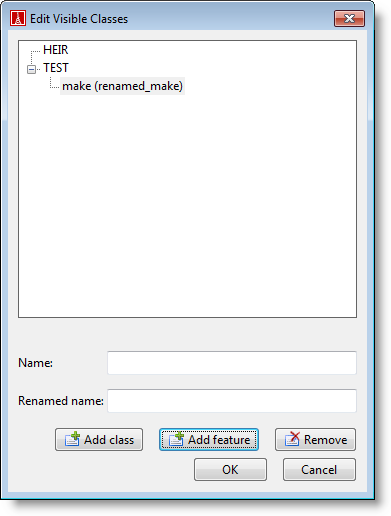 Edit Visible Classes
HEIR
TEST
make (renamed_make)
Name:
Renamed name:
Add class Add feature Remove
OK Cancel